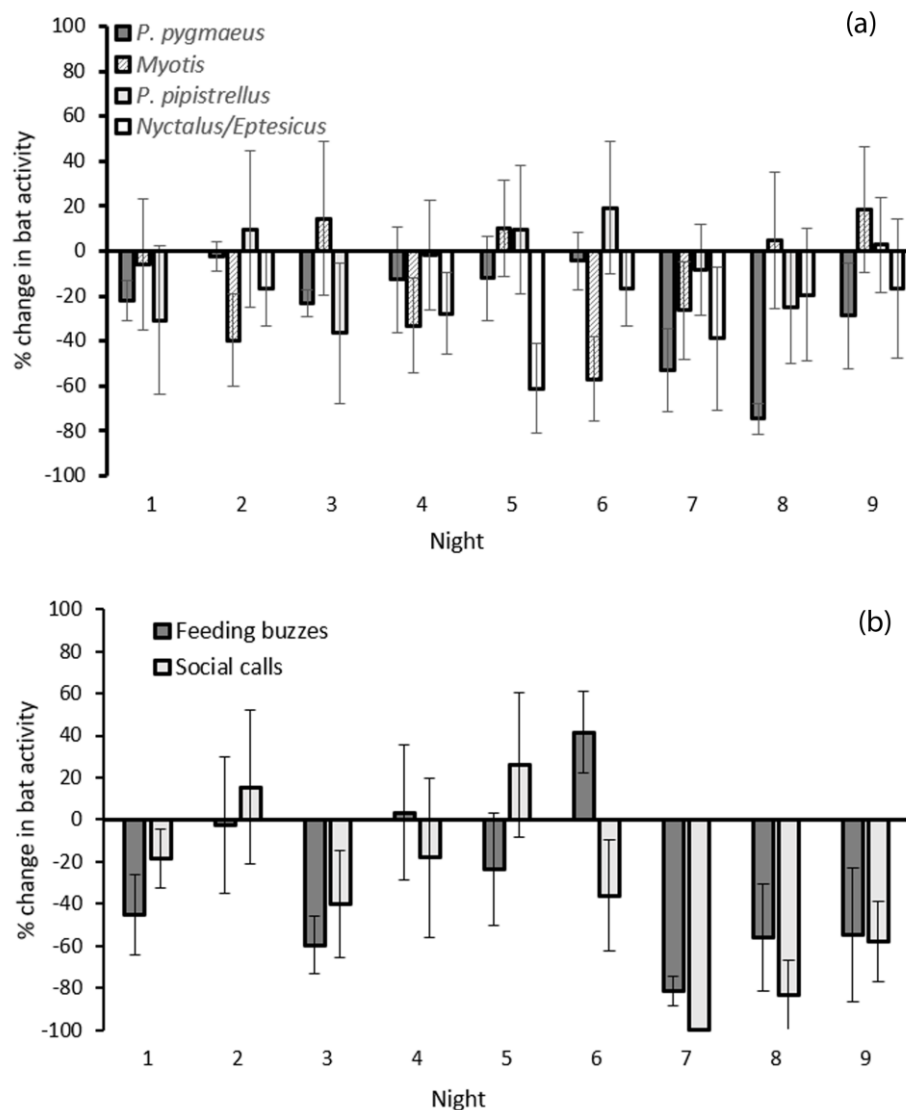 (a)
100
80
60
40
20
0
-20
-40
-60
-80
-100
% change in bat activity
P. pygmaeus
Myotis
P. pipistrellus
Nyctalus/Eptesicus
1 2 3 4 5 6 7 8 9
Night
(b)
100
80
60
40
20
0
-20
-40
-60
-80
-100
% change in bat activity
Feeding buzzes
Social calls
1 2 3 4 5 6 7 8 9
Night